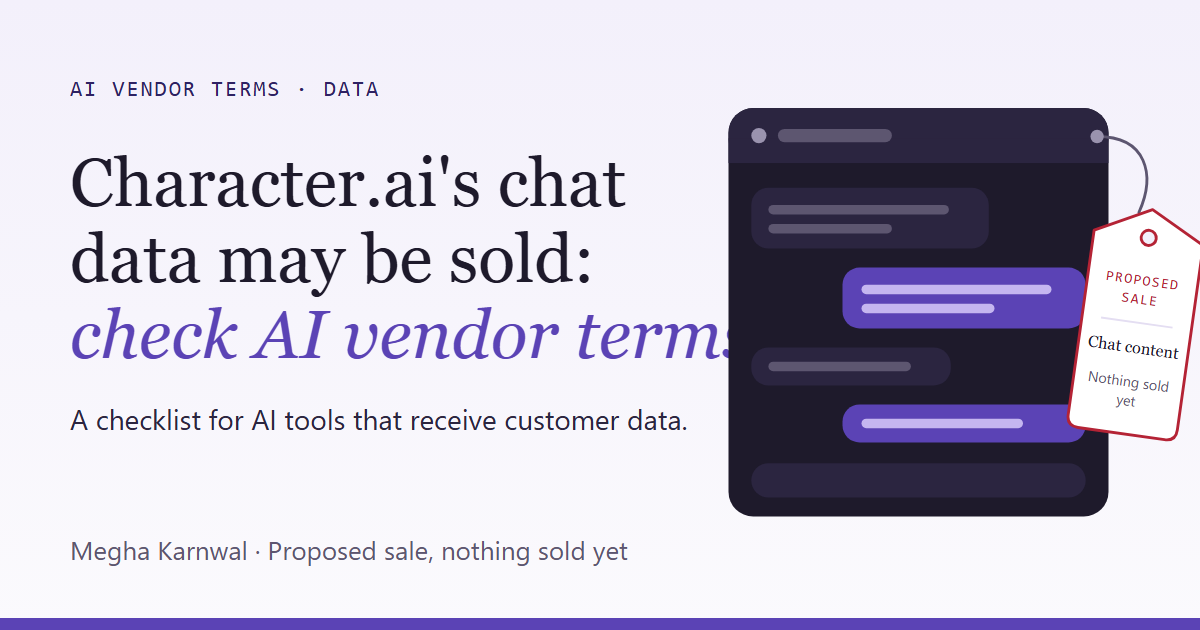 AI VENDOR TERMS · DATA
Character.ai's chat
data may be sold:
check AI vendor terms
A checklist for AI tools that receive customer data.
Megha Karnwal · Proposed sale, nothing sold yet
PROPOSED
SALE
Chat content
Nothing sold
yet